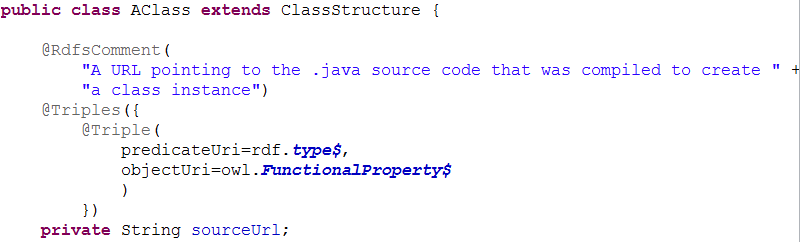 public class AClass extends ClassStructure {
@RdfsComment(
"A URL pointing to the .java source code that was compiled to create " +
"a class instance")
@Triples({
@Triple(
predicateUri=rdf.type$,
objectUri=owl.FunctionalProperty$
)
})
private String sourceUrl;